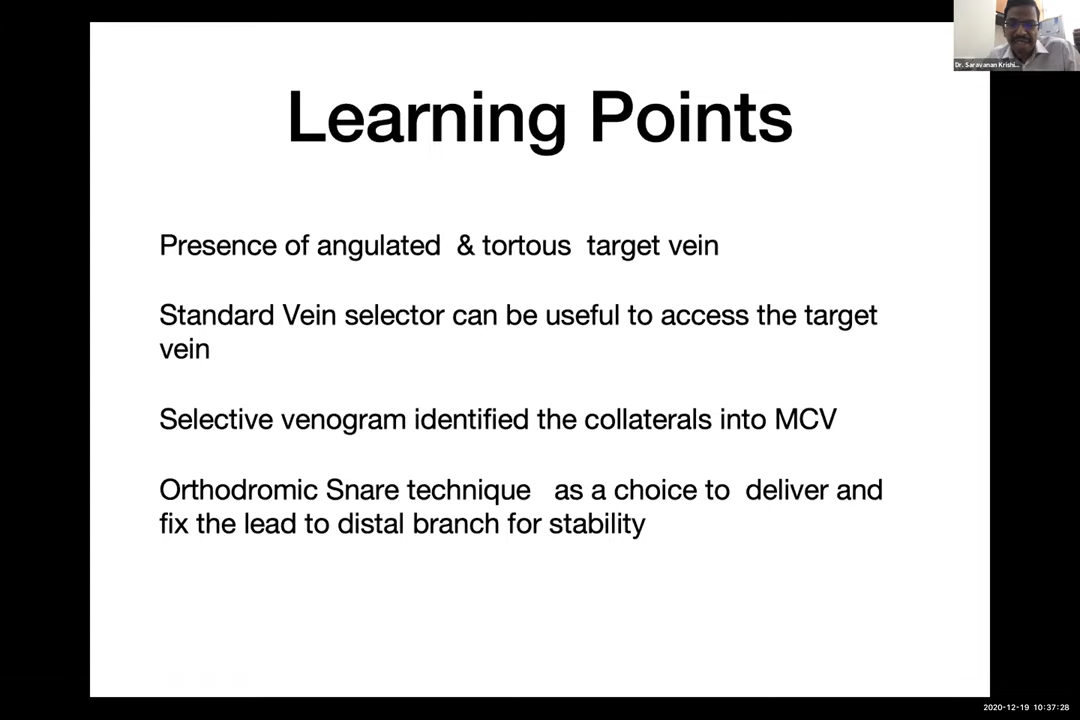 Dr. Saravanan Krishi...
Learning Points
Presence of angulated & tortous target vein
Standard Vein selector can be useful to access the target
vein
Selective venogram identified the collaterals into MCV
Orthodromic Snare technique as a choice to deliver and
fix the lead to distal branch for stability
2020-12-19 10:37:28